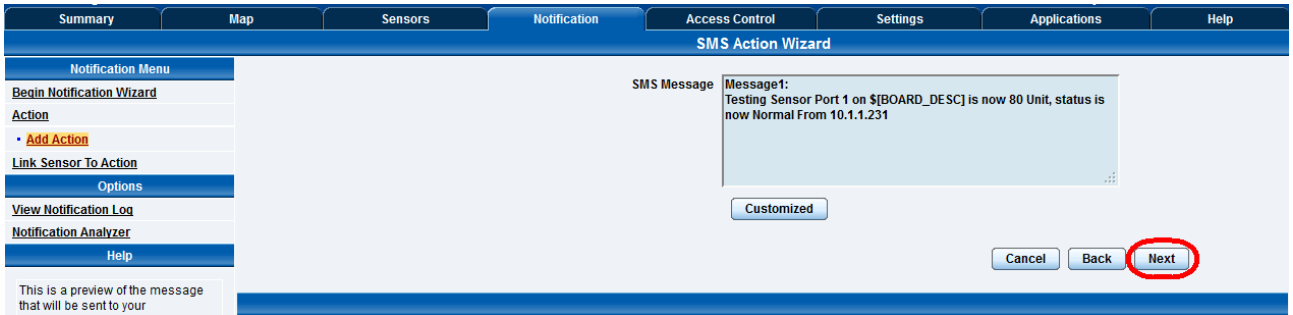 Summary Map Sensors Notification Access Control Settings Applications Help
SMS Action Wizard
Notification Menu
Begin Notification Wizard
Action
• Add Action
Link Sensor To Action
Options
View Notification Log
Notification Analyzer
Help
This is a preview of the message
that will be sent to your
SMS Message
Message1:
Testing Sensor Port 1 on $[BOARD_DESC] is now 80 Unit, status is
now Normal From 10.1.1.231
Customized
Cancel Back Next